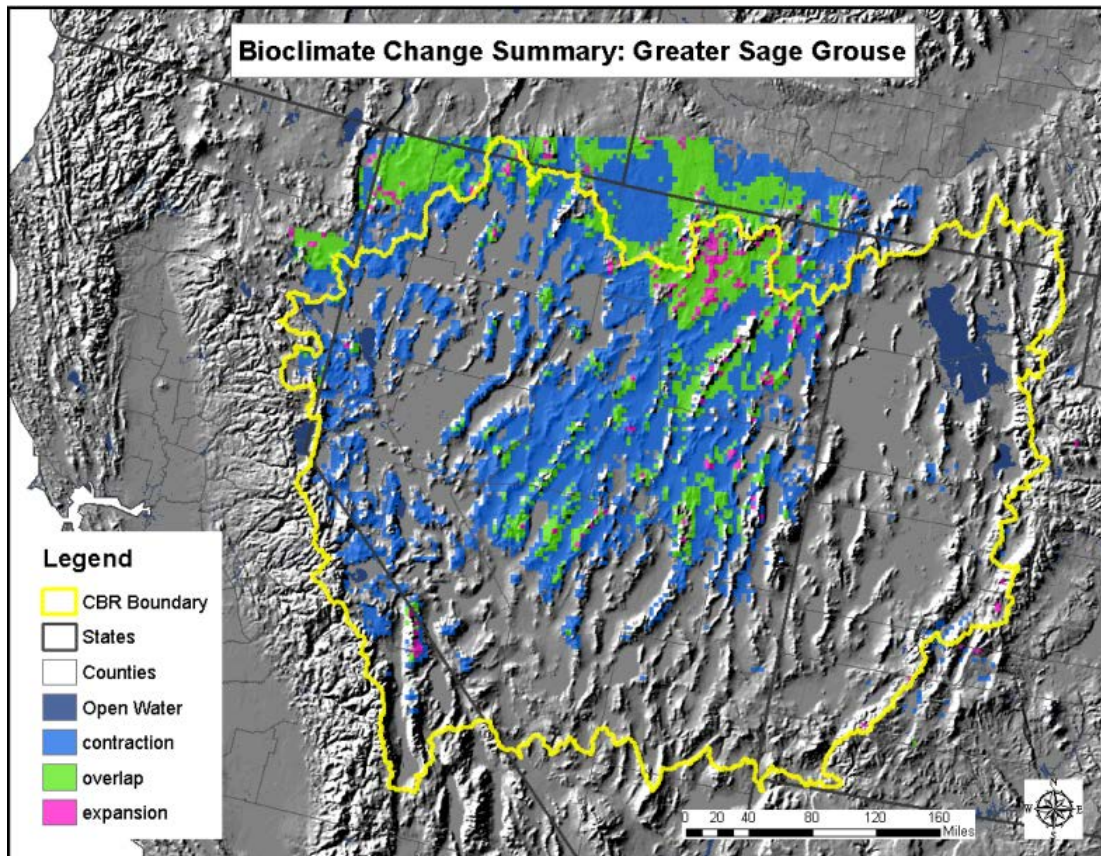 Bioclimate Change Summary: Greater Sage Grouse
Legend
CBR Boundary
States
Counties
Open Water
contraction
overlap
expansion
N
W E
S
0 20 40 80 120 160
Miles